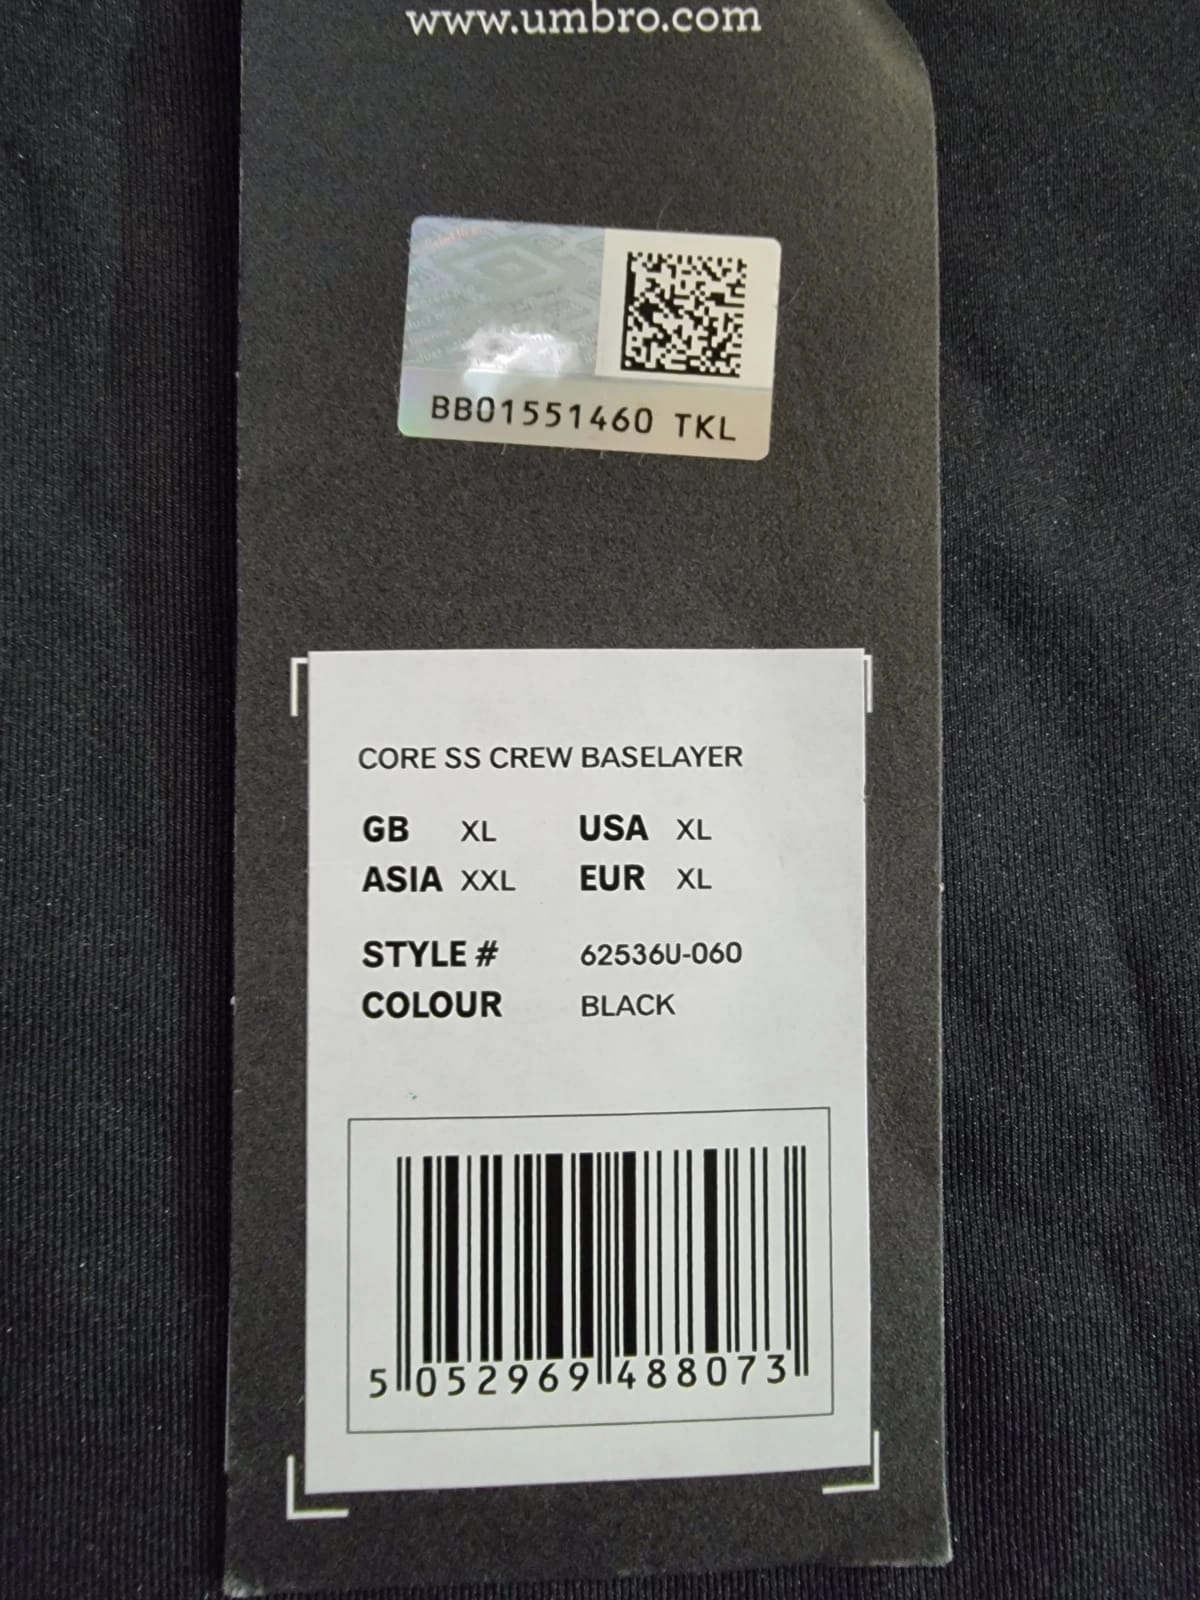 www.umbro.com
BB01551460 TKL
CORE SS CREW BASELAYER
GB XL USA XL
ASIA XXL EUR XL
STYLE # 62536U-060
COLOUR BLACK
5 052969 488073